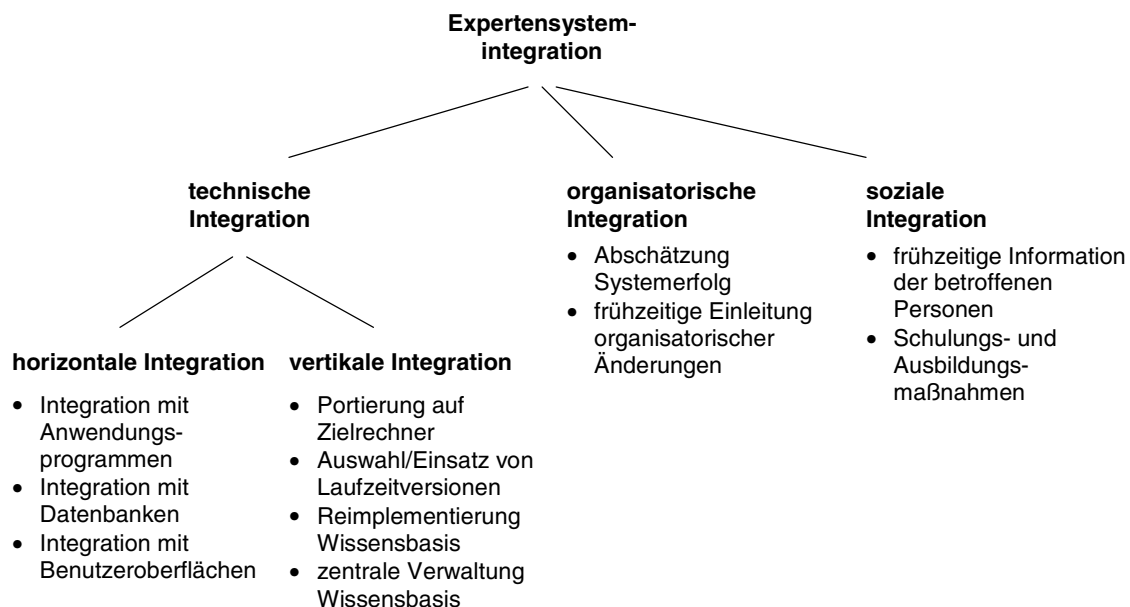 Expertensystem-
integration
technische
Integration
organisatorische
Integration
• Abschätzung
Systemerfolg
• frühzeitige Einleitung
organisatorischer
Änderungen
soziale
Integration
• frühzeitige Information
der betroffenen
Personen
• Schulungs- und
Ausbildungs-
maßnahmen
horizontale Integration
• Integration mit
Anwendungs-
programmen
• Integration mit
Datenbanken
• Integration mit
Benutzeroberflächen
vertikale Integration
• Portierung auf
Zielrechner
• Auswahl/Einsatz von
Laufzeitversionen
• Reimplementierung
Wissensbasis
• zentrale Verwaltung
Wissensbasis